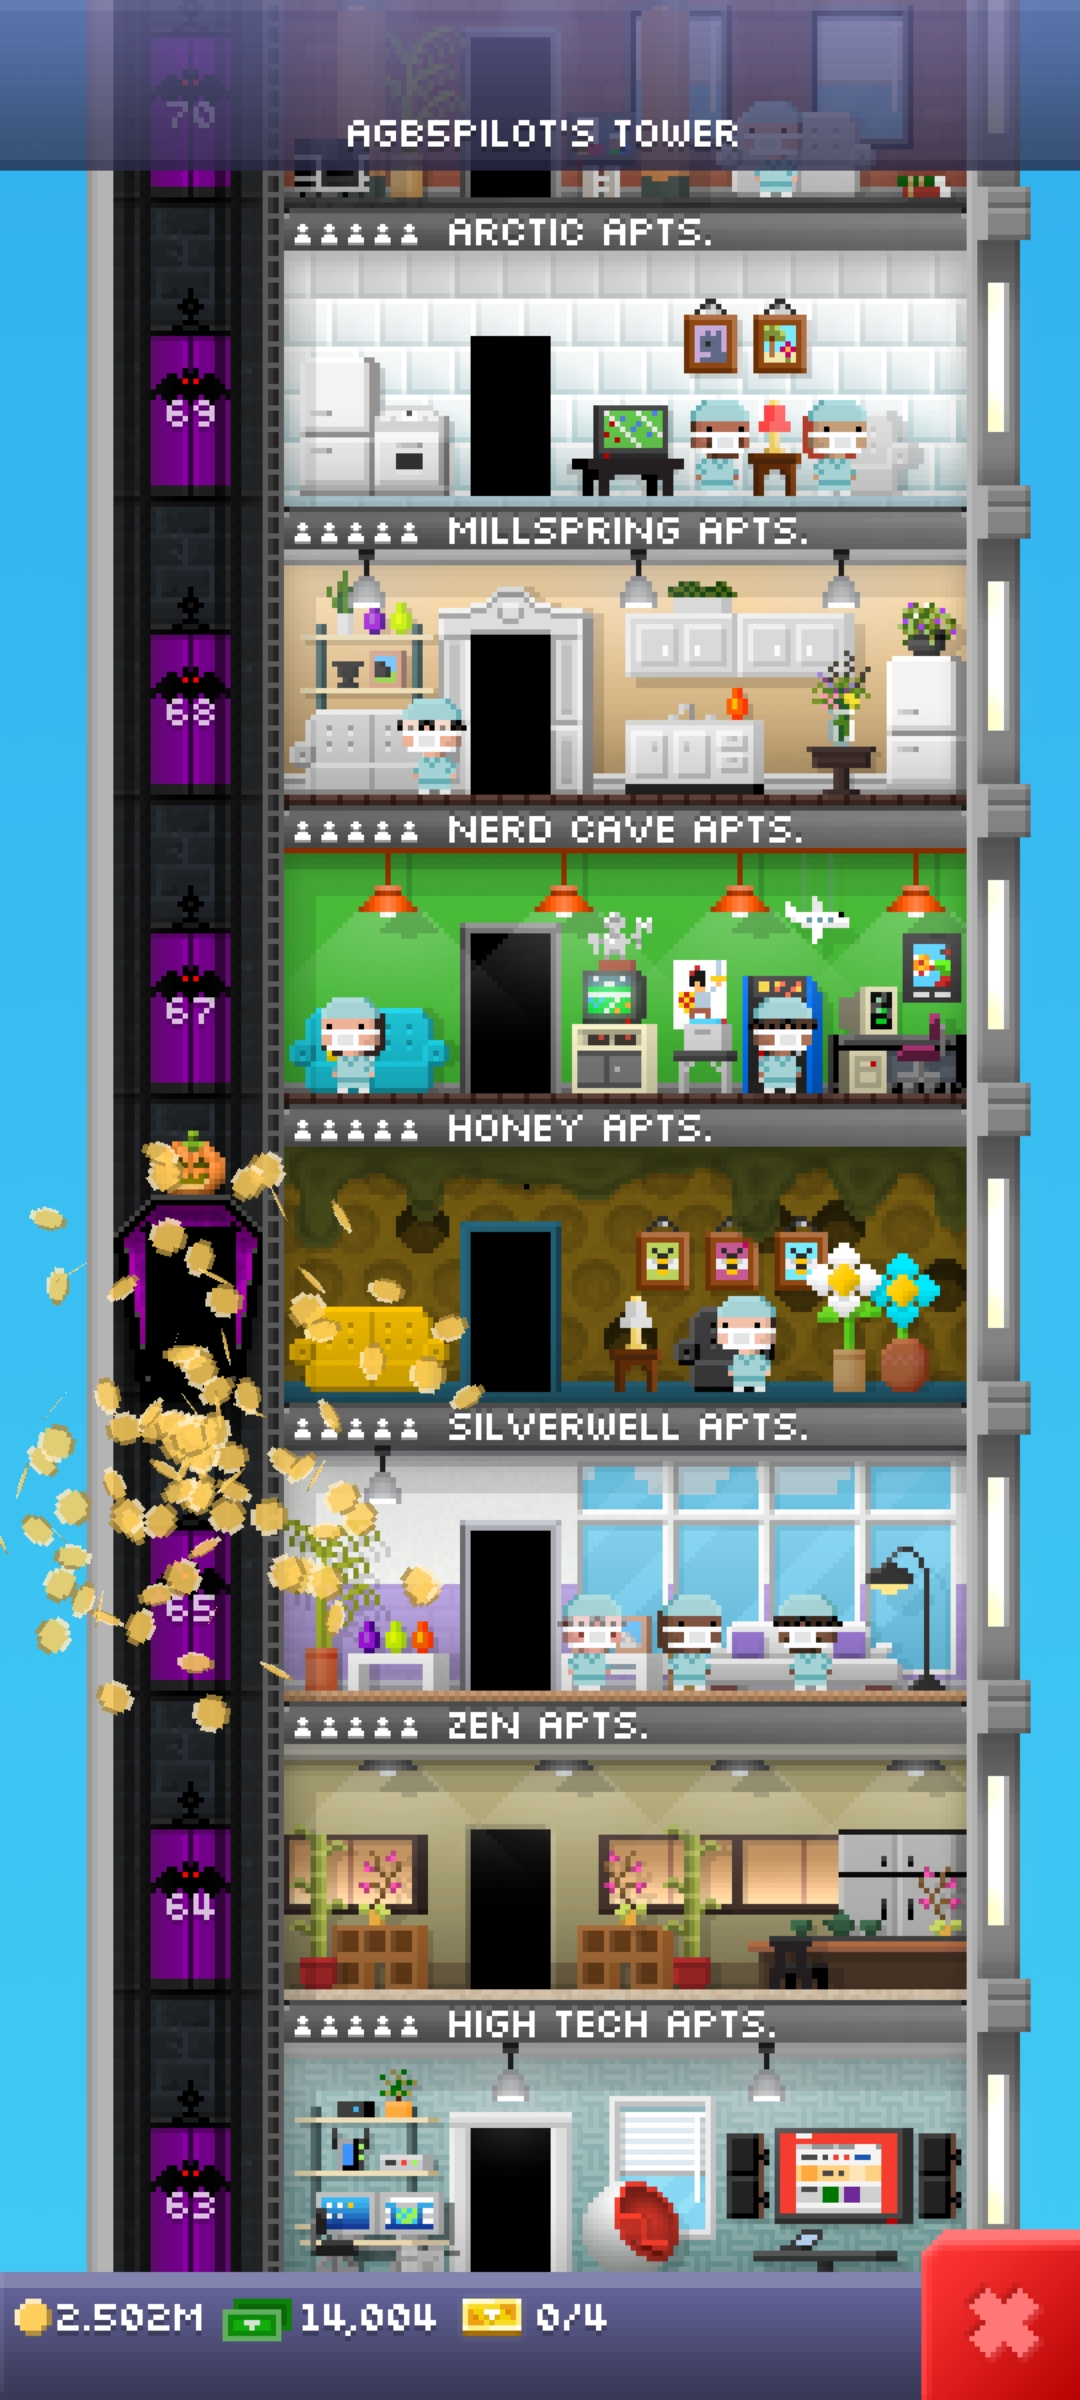 70
AGB5PILOT'S TOWER
ARCTIC APTS.
69
MILLSPRING APTS.
68
NERD CAVE APTS.
67
HONEY APTS.
SILVERWELL APTS.
65
ZEN APTS.
64
HIGH TECH APTS.
63
2.502M 14,004 0/4